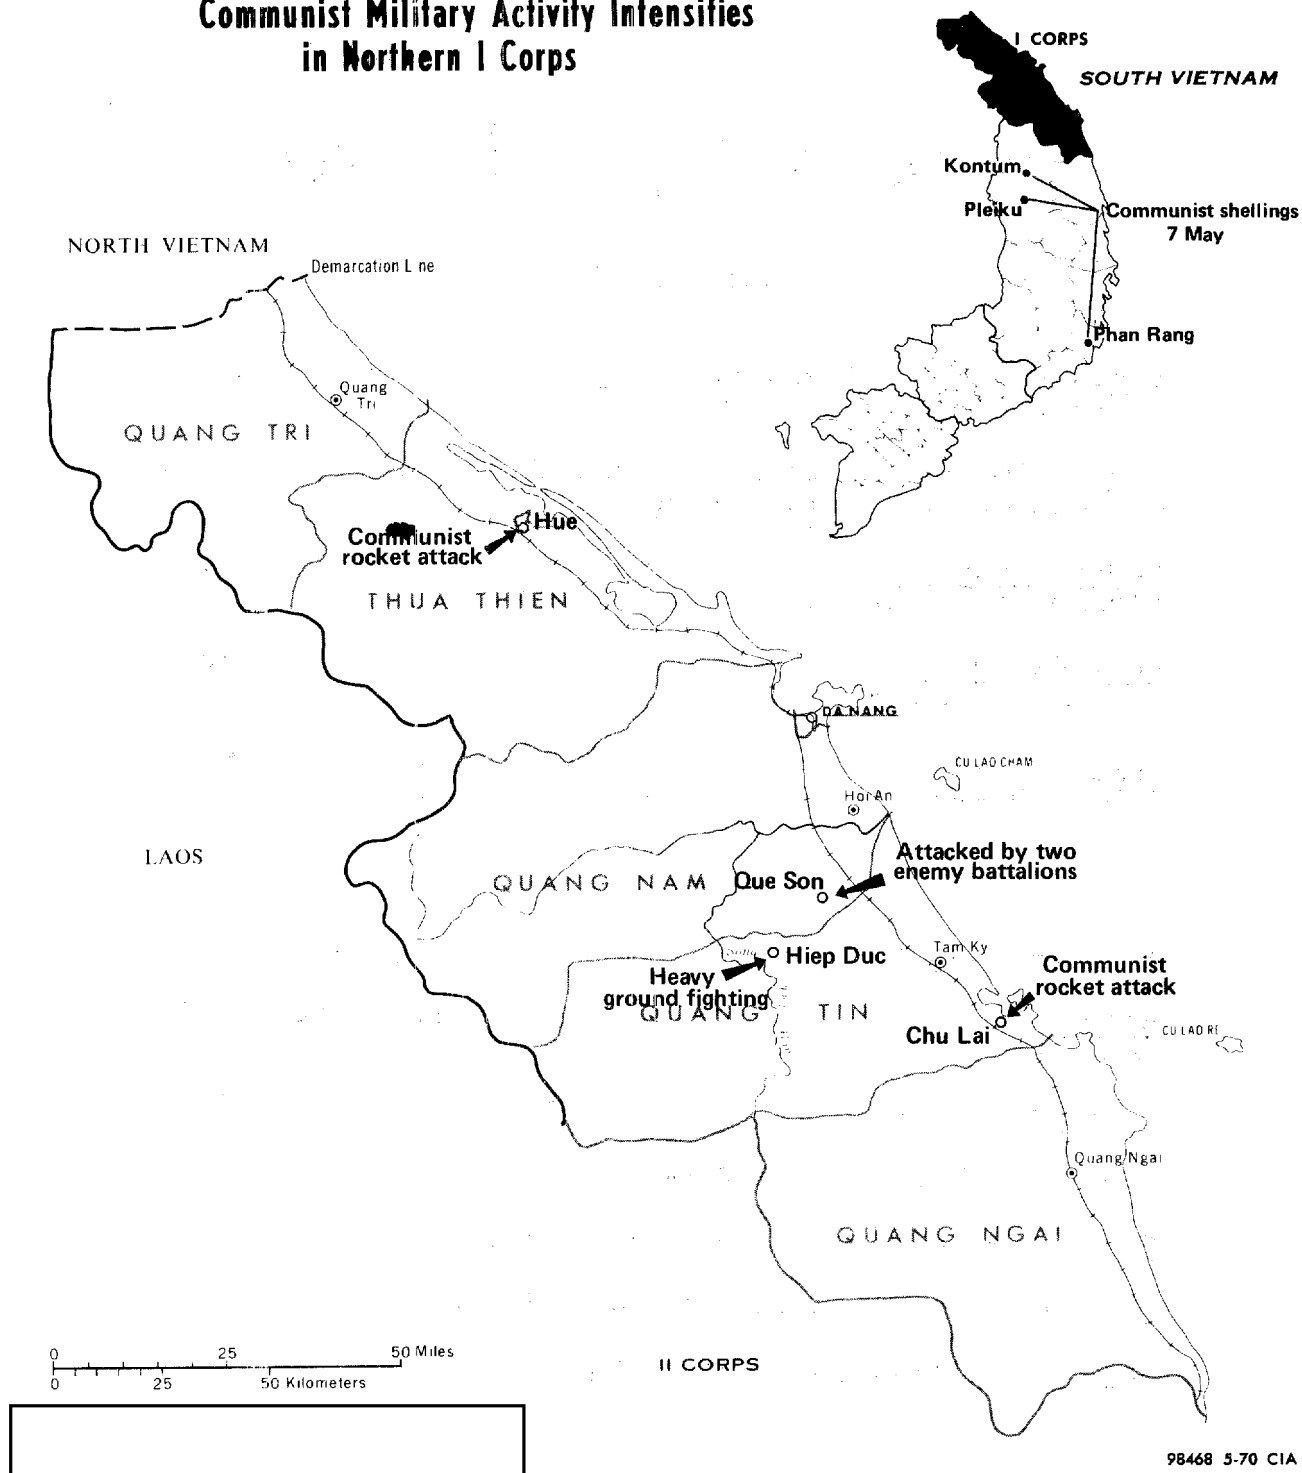 Communist Military Activity Intensifies
in Northern I Corps
I CORPS
SOUTH VIETNAM
Kontum
Pleiku
Communist shellings
7 May
Phan Rang
NORTH VIETNAM
Demarcation L ne
Quang
Tri
QUANG TRI
Hue
Communist
rocket attack
THUA THIEN
DA NANG
CU LAO CHAM
Hoi An
LAOS
Attacked by two
enemy battalions
QUANG NAM
Que Son
Tam Ky
Hiep Duc
Heavy
ground fighting
Communist
rocket attack
QUANG TIN
Chu Lai
CU LAO RE
Quang Ngai
QUANG NGAI
0 25 50 Miles
0 25 50 Kilometers
II CORPS
98468 5-70 CIA